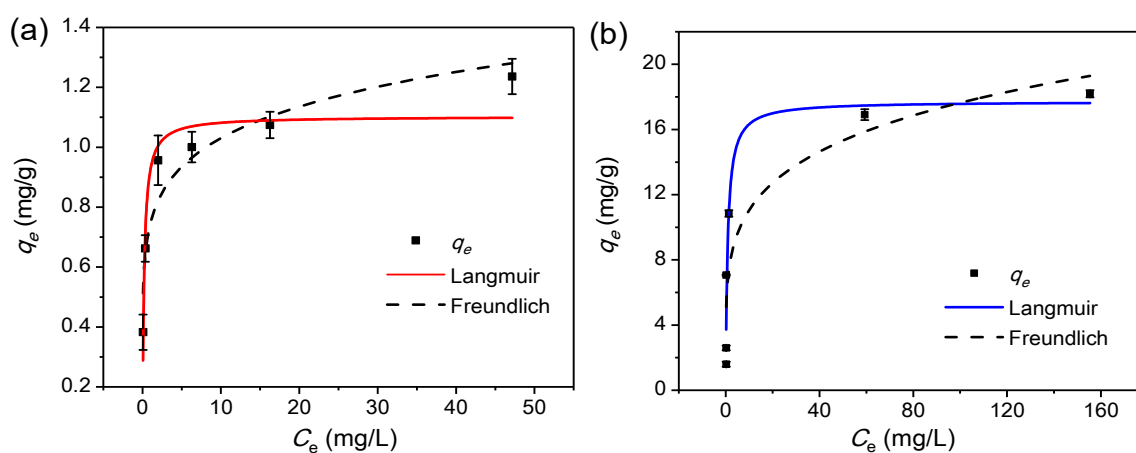 (a)
1.4
1.2
1.0
0.8
0.6
0.4
0.2
qe (mg/g)
qe
Langmuir
Freundlich
0 10 20 30 40 50
Ce (mg/L)
(b)
20
16
12
8
4
0
qe (mg/g)
qe
Langmuir
Freundlich
0 40 80 120 160
Ce (mg/L)